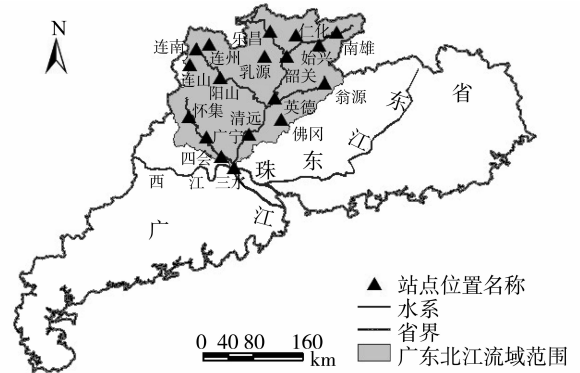 N
乐昌
仁化
连南
连州
始兴
南雄
乳源
韶关
连山
阳山
翁源
怀集
英德
清远
广宁
佛冈
四会
三水
西江
珠江
东江
广东省
站点位置名称
水系
省界
广东北江流域范围
0 40 80 160
km